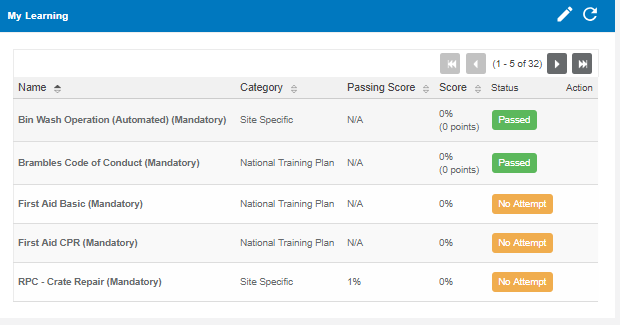 My Learning
(1 - 5 of 32)
Name Category Passing Score Score Status Action
Bin Wash Operation (Automated) (Mandatory) Site Specific N/A 0% (0 points) Passed
Brambles Code of Conduct (Mandatory) National Training Plan N/A 0% (0 points) Passed
First Aid Basic (Mandatory) National Training Plan N/A 0% No Attempt
First Aid CPR (Mandatory) National Training Plan N/A 0% No Attempt
RPC - Crate Repair (Mandatory) Site Specific 1% 0% No Attempt